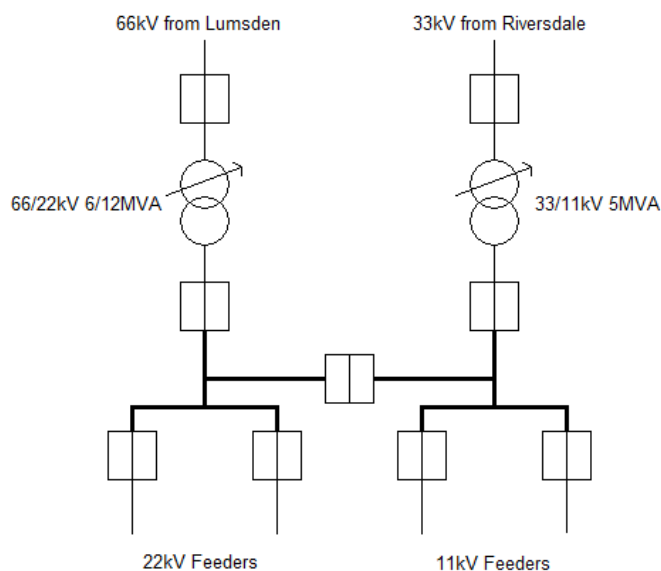 66kV from Lumsden
33kV from Riversdale
66/22kV 6/12MVA
33/11kV 5MVA
22kV Feeders
11kV Feeders